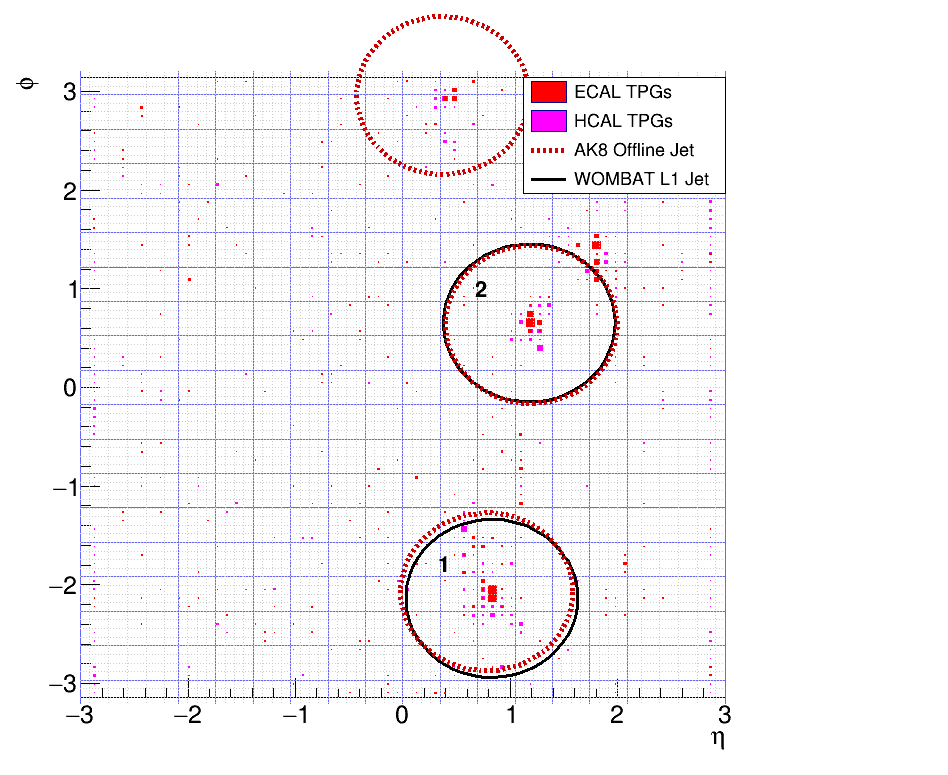 ϕ
3
2
1
0
−1
−2
−3
ECAL TPGs
HCAL TPGs
AK8 Offline Jet
WOMBAT L1 Jet
2
1
−3 −2 −1 0 1 2 3
η